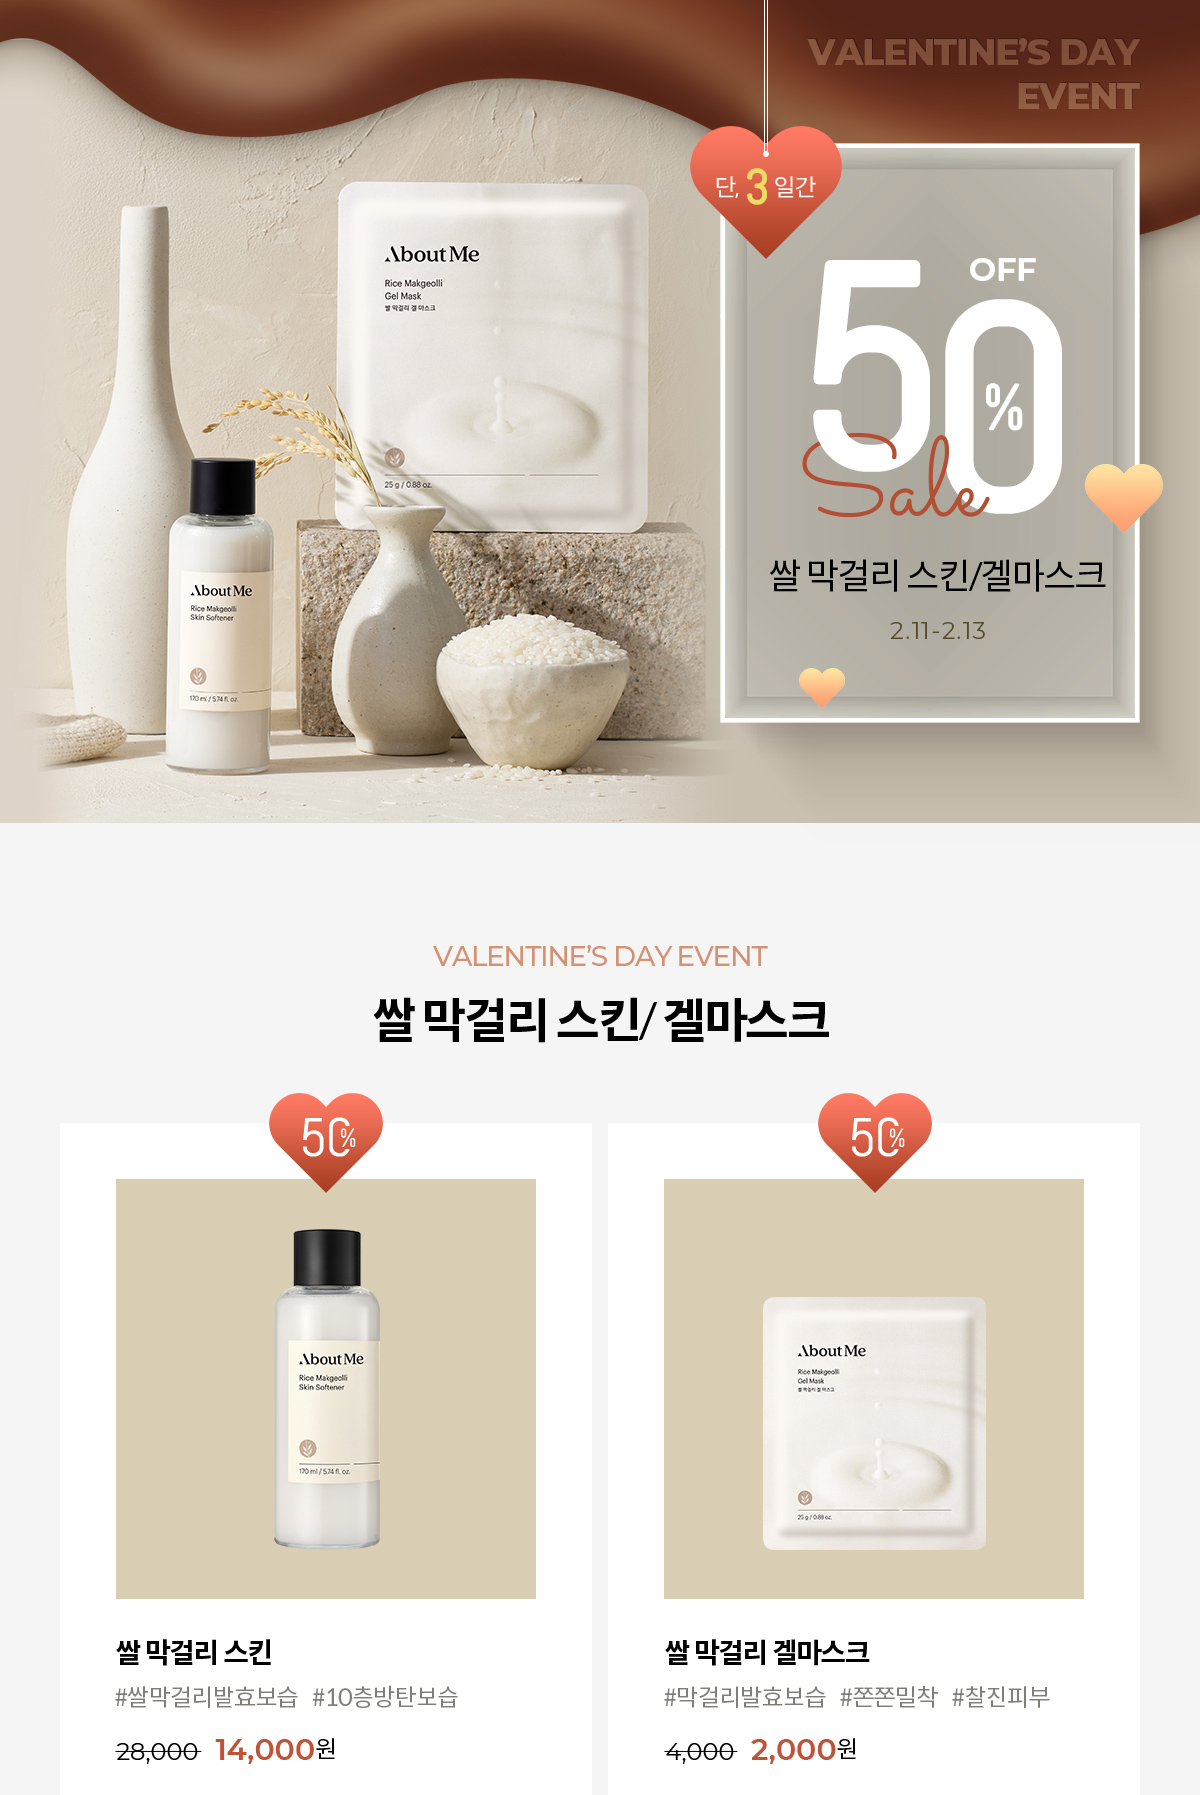 VALENTINE'S DAY
EVENT
단, 3 일간
50% OFF
Sale
쌀 막걸리 스킨/겔마스크
2.11-2.13
About Me
Rice Makgeolli
Gel Mask
쌀 막걸리 겔 마스크
25 g / 0.88 oz.
About Me
Rice Makgeolli
Skin Softener
170 ml / 5.74 fl. oz.
VALENTINE'S DAY EVENT
쌀 막걸리 스킨/ 겔마스크
50%
About Me
Rice Makgeolli
Skin Softener
170 ml / 5.74 fl. oz.
쌀 막걸리 스킨
#쌀막걸리발효보습 #10층방탄보습
28,000 14,000원
50%
About Me
Rice Makgeolli
Gel Mask
쌀 막걸리 겔 마스크
25 g / 0.88 oz.
쌀 막걸리 겔마스크
#막걸리발효보습 #쫀쫀밀착 #찰진피부
4,000 2,000원